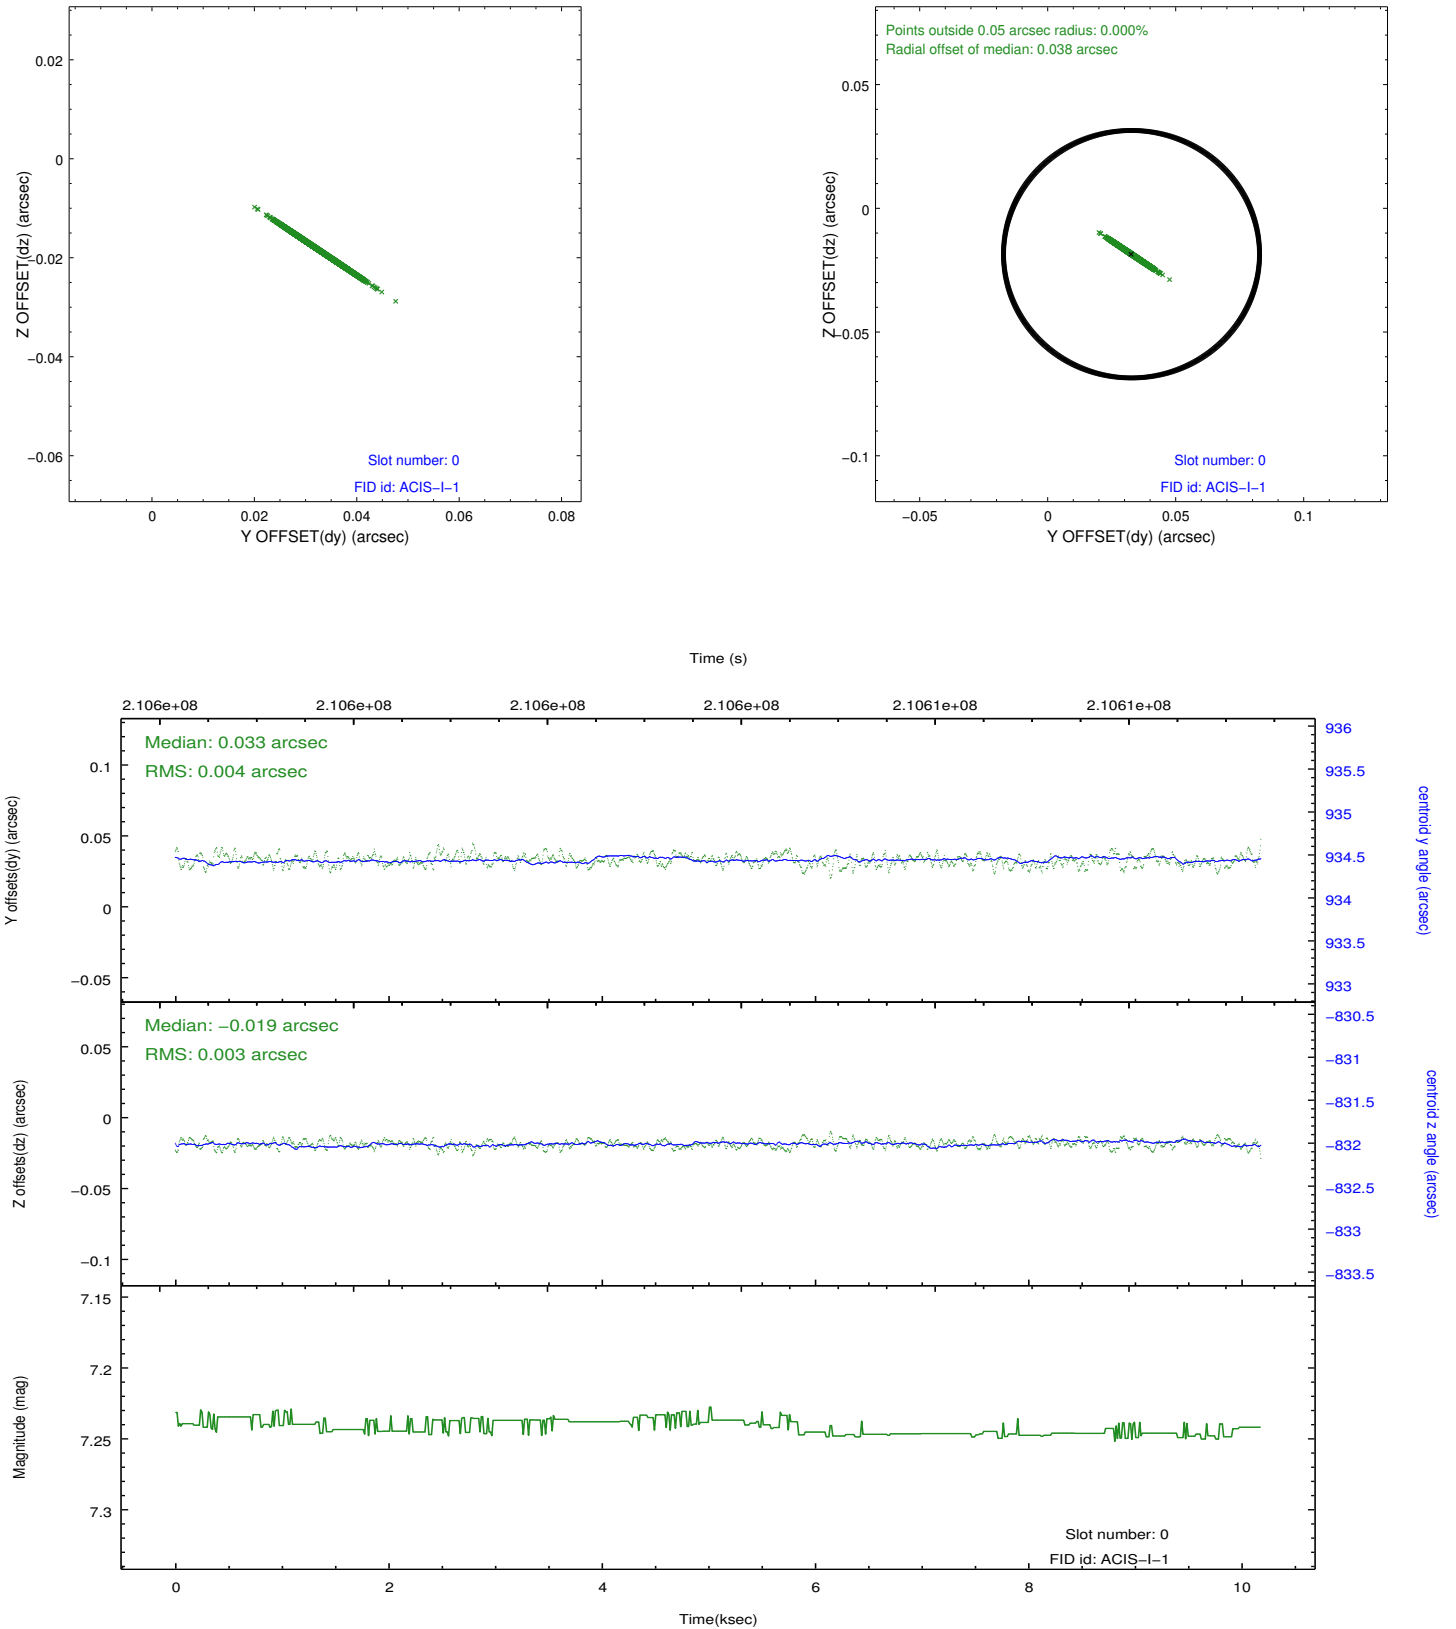 0.02
0
−0.02
−0.04
−0.06
Z OFFSET(dz) (arcsec)
Slot number: 0
FID id: ACIS−I−1
0
0.02
0.04
0.06
0.08
Y OFFSET(dy) (arcsec)
Points outside 0.05 arcsec radius: 0.000%
Radial offset of median: 0.038 arcsec
0.05
0
−0.05
−0.1
Z OFFSET(dz) (arcsec)
Slot number: 0
FID id: ACIS−I−1
−0.05
0
0.05
0.1
Y OFFSET(dy) (arcsec)
Time (s)
2.106e+08
2.106e+08
2.106e+08
2.106e+08
2.1061e+08
2.1061e+08
Median: 0.033 arcsec
RMS: 0.004 arcsec
0.1
0.05
0
−0.05
Y offsets(dy) (arcsec)
936
935.5
935
934.5
934
933.5
933
centroid y angle (arcsec)
Median: −0.019 arcsec
RMS: 0.003 arcsec
0.05
0
−0.05
−0.1
Z offsets(dz) (arcsec)
−830.5
−831
−831.5
−832
−832.5
−833
−833.5
centroid z angle (arcsec)
7.15
7.2
7.25
7.3
Magnitude (mag)
Slot number: 0
FID id: ACIS−I−1
0
2
4
6
8
10
Time(ksec)